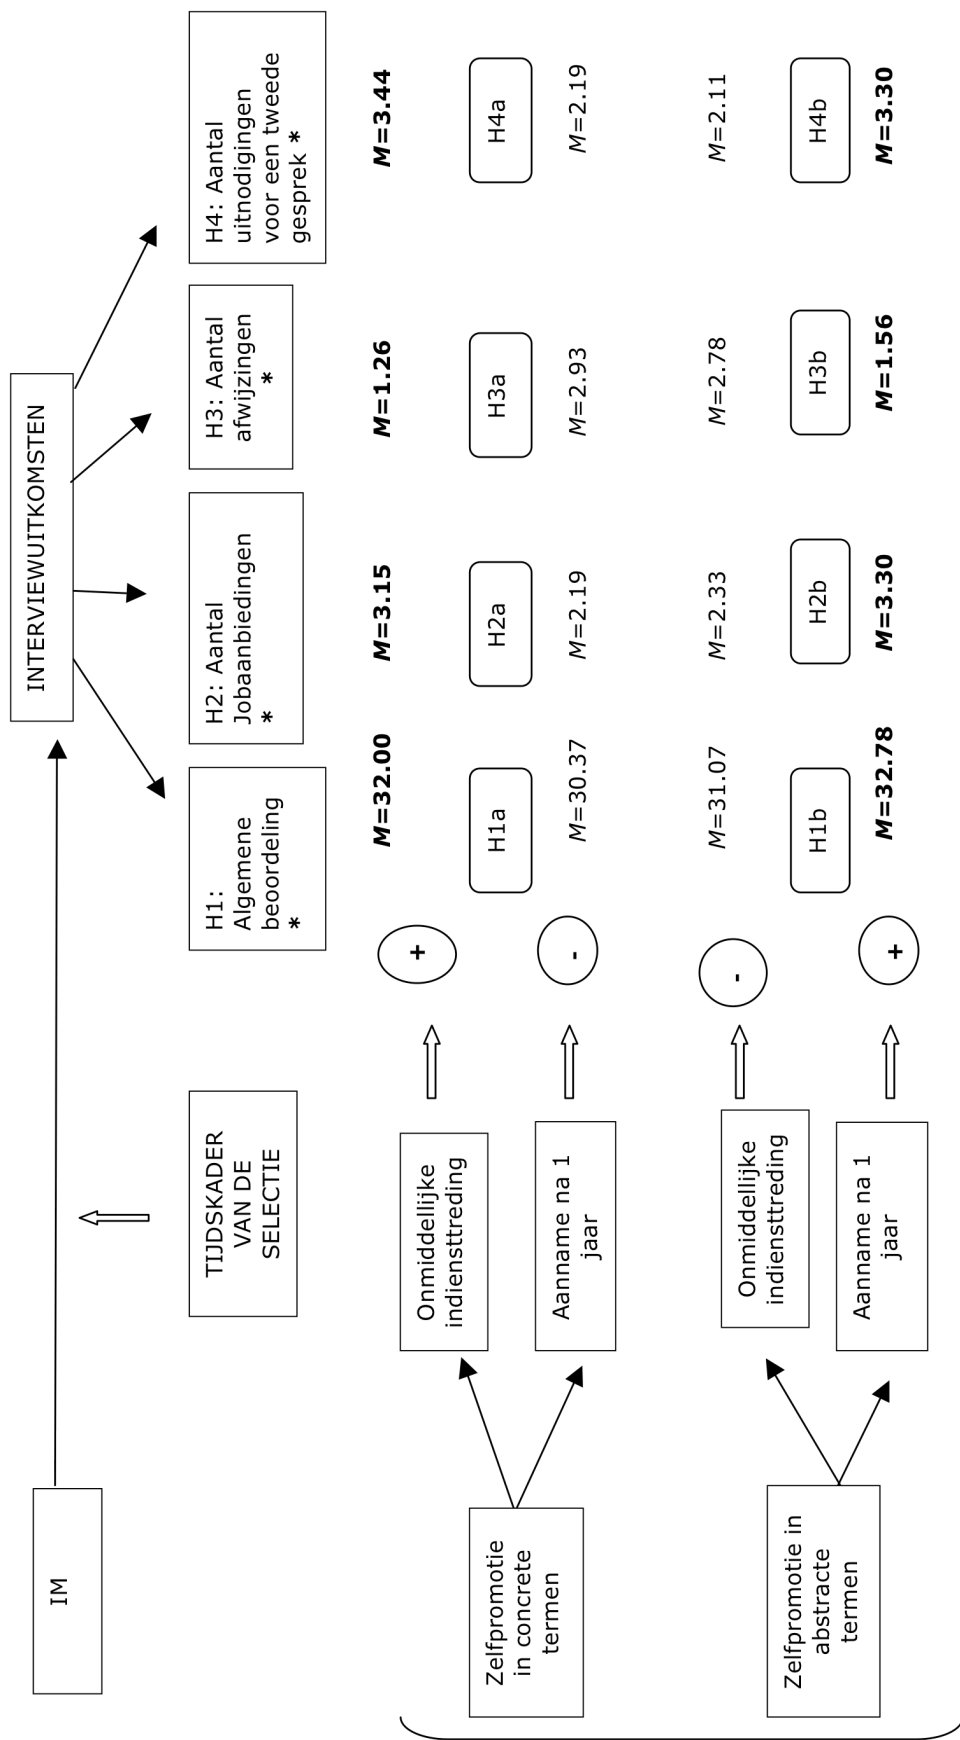 IM
INTERVIEWUITKOMSTEN
TIJDSKADER
VAN DE
SELECTIE
H1:
Algemene
beoordeling
*
H2: Aantal
Jobaanbiedingen
*
H3: Aantal
afwijzingen
*
H4: Aantal
uitnodigingen
voor een tweede
gesprek *
Zelfpromotie
in concrete
termen
Onmiddellijke
indiensttreding
+
M=32.00
M=3.15
M=1.26
M=3.44
H1a
H2a
H3a
H4a
Aanname na 1
jaar
-
M=30.37
M=2.19
M=2.93
M=2.19
Zelfpromotie in
abstracte
termen
Onmiddellijke
indiensttreding
-
M=31.07
M=2.33
M=2.78
M=2.11
H1b
H2b
H3b
H4b
Aanname na 1
jaar
+
M=32.78
M=3.30
M=1.56
M=3.30